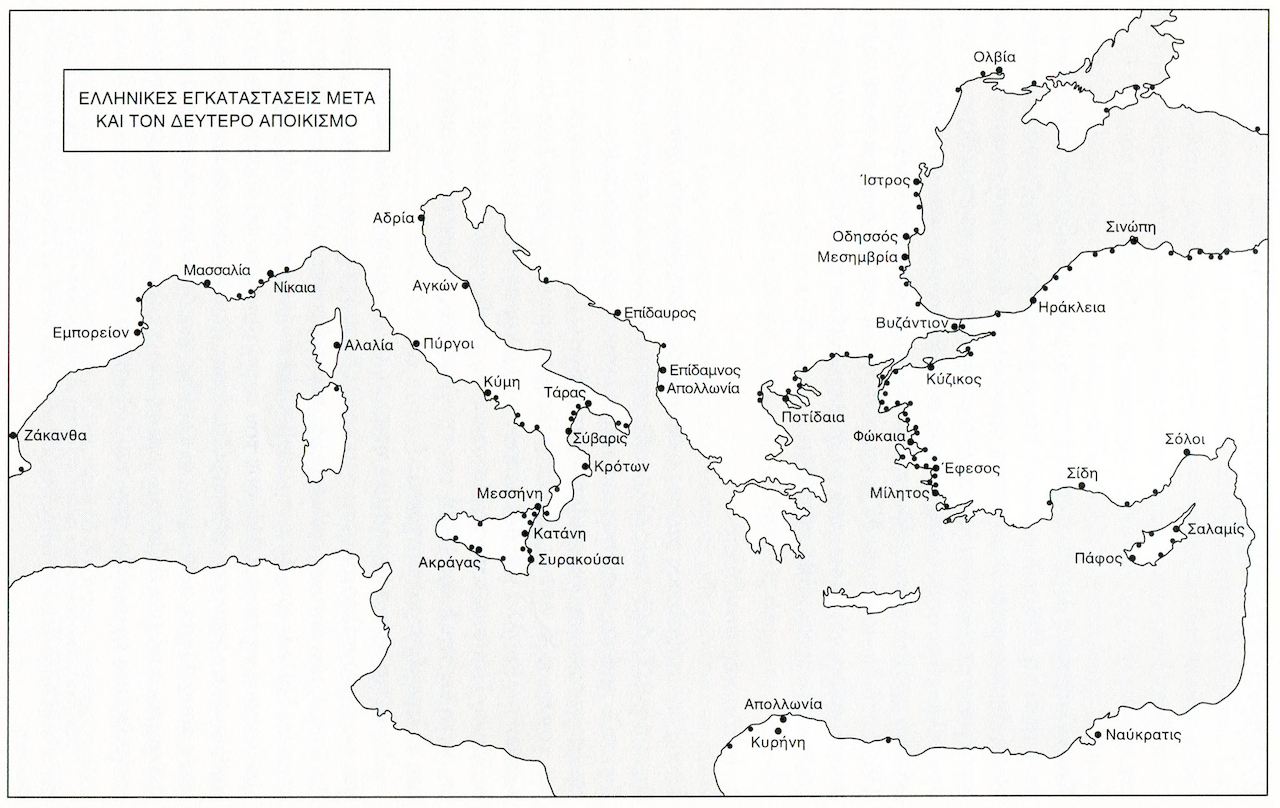 ΕΛΛΗΝΙΚΕΣ ΕΓΚΑΤΑΣΤΑΣΕΙΣ ΜΕΤΑ
ΚΑΙ ΤΟΝ ΔΕΥΤΕΡΟ ΑΠΟΙΚΙΣΜΟ
Ολβία
Ίστρος
Αδρία
Σινώπη
Οδησσός
Μεσημβρία
Μασσαλία
Νίκαια
Αγκών
Ηράκλεια
Επίδαυρος
Βυζάντιον
Εμπορείον
Αλαλία
Πύργοι
Επίδαμνος
Κύζικος
Κύμη
Απολλωνία
Τάρας
Ποτίδαια
Ζάκανθα
Σύβαρις
Φώκαια
Σόλοι
Κρότων
Έφεσος
Σίδη
Μεσσήνη
Μίλητος
Κατάνη
Σαλαμίς
Ακράγας
Συρακούσαι
Πάφος
Απολλωνία
Κυρήνη
Ναύκρατις